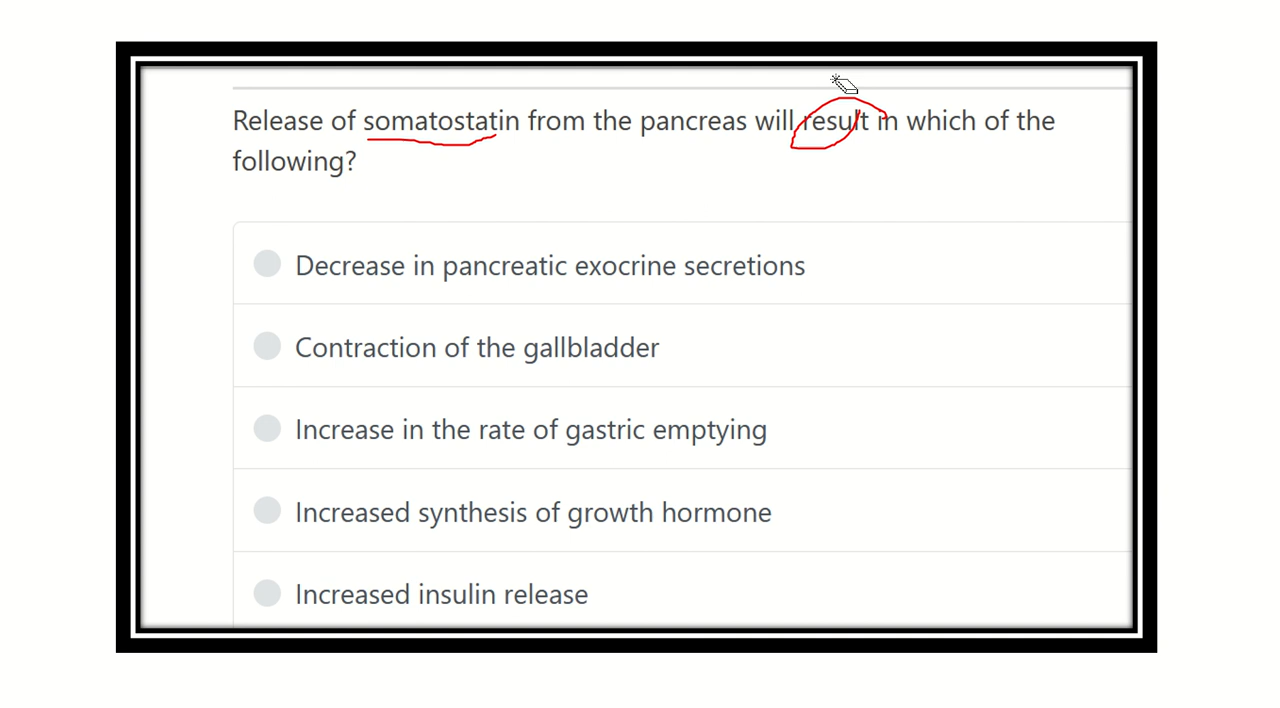 Release of somatostatin from the pancreas will result in which of the
following?
Decrease in pancreatic exocrine secretions
Contraction of the gallbladder
Increase in the rate of gastric emptying
Increased synthesis of growth hormone
Increased insulin release